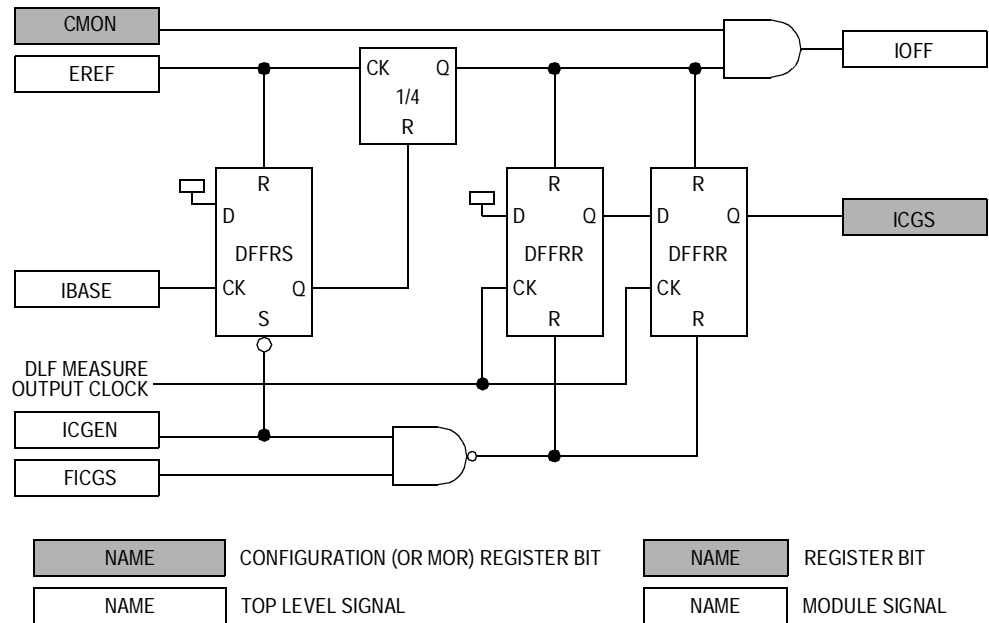 CMON
IOFF
EREF
CK Q
1/4
R
R
R
R
D
D Q
D Q
ICGS
DFFRS
DFFRR
DFFRR
IBASE
CK Q
CK
CK
S
R
R
DLF MEASURE
OUTPUT CLOCK
ICGEN
FICGS
NAME CONFIGURATION (OR MOR) REGISTER BIT
NAME REGISTER BIT
NAME TOP LEVEL SIGNAL
NAME MODULE SIGNAL